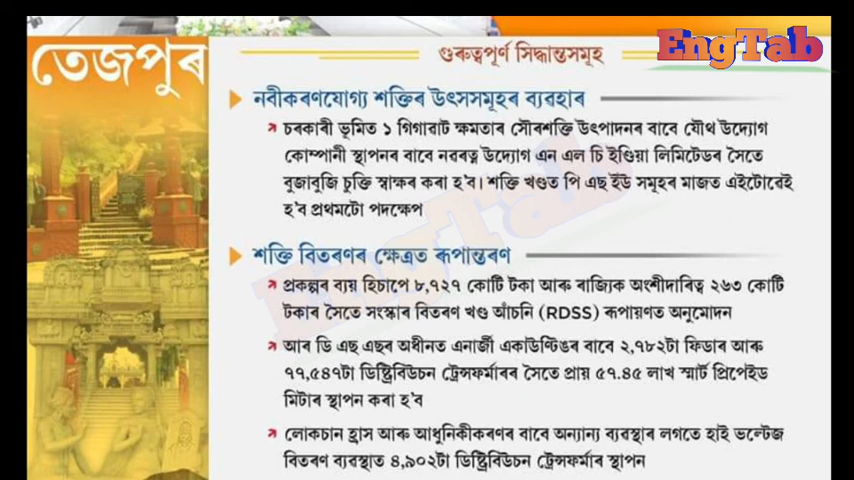 তেজপুৰ
গুৰুত্বপূৰ্ণ সিদ্ধান্তসমূহ
EngTab
নবীকৰণযোগ্য শক্তিৰ উৎসসমূহৰ ব্যৱহাৰ
চৰকাৰী ভূমিত ১ গিগাৱাট ক্ষমতাৰ সৌৰশক্তি উৎপাদনৰ বাবে যৌথ উদ্যোগ
কোম্পানী স্থাপনৰ বাবে নৱৰত্ন উদ্যোগ এন এল চি ইণ্ডিয়া লিমিটেডৰ সৈতে
বুজাবুজি চুক্তি স্বাক্ষৰ কৰা হ'ব। শক্তি খণ্ডত পি এছ ইউ সমূহৰ মাজত এইটোৱেই
হ'ব প্ৰথমটো পদক্ষেপ
শক্তি বিতৰণৰ ক্ষেত্ৰত ৰূপান্তৰণ
প্ৰকল্পৰ ব্যয় হিচাপে ৮,৭২৭ কোটি টকা আৰু ৰাজ্যিক অংশীদাৰিত্ব ২৬৩ কোটি
টকাৰ সৈতে সংস্কাৰ বিতৰণ খণ্ড আঁচনি (RDSS) ৰূপায়ণত অনুমোদন
আৰ ডি এছ এছৰ অধীনত এনাৰ্জী একাউণ্টিঙৰ বাবে ২,৭৮২টা ফিডাৰ আৰু
৭৭,৫৪৭টা ডিষ্ট্ৰিবিউচন ট্ৰেন্সফৰ্মাৰৰ সৈতে প্ৰায় ৫৭.৪৫ লাখ স্মাৰ্ট প্ৰিপেইড
মিটাৰ স্থাপন কৰা হ'ব
লোকচান হ্ৰাস আৰু আধুনিকীকৰণৰ বাবে অন্যান্য ব্যৱস্থাৰ লগতে হাই ভল্টেজ
বিতৰণ ব্যৱস্থাত ৪,৯০২টা ডিষ্ট্ৰিবিউচন ট্ৰেন্সফৰ্মাৰ স্থাপন
EngTab